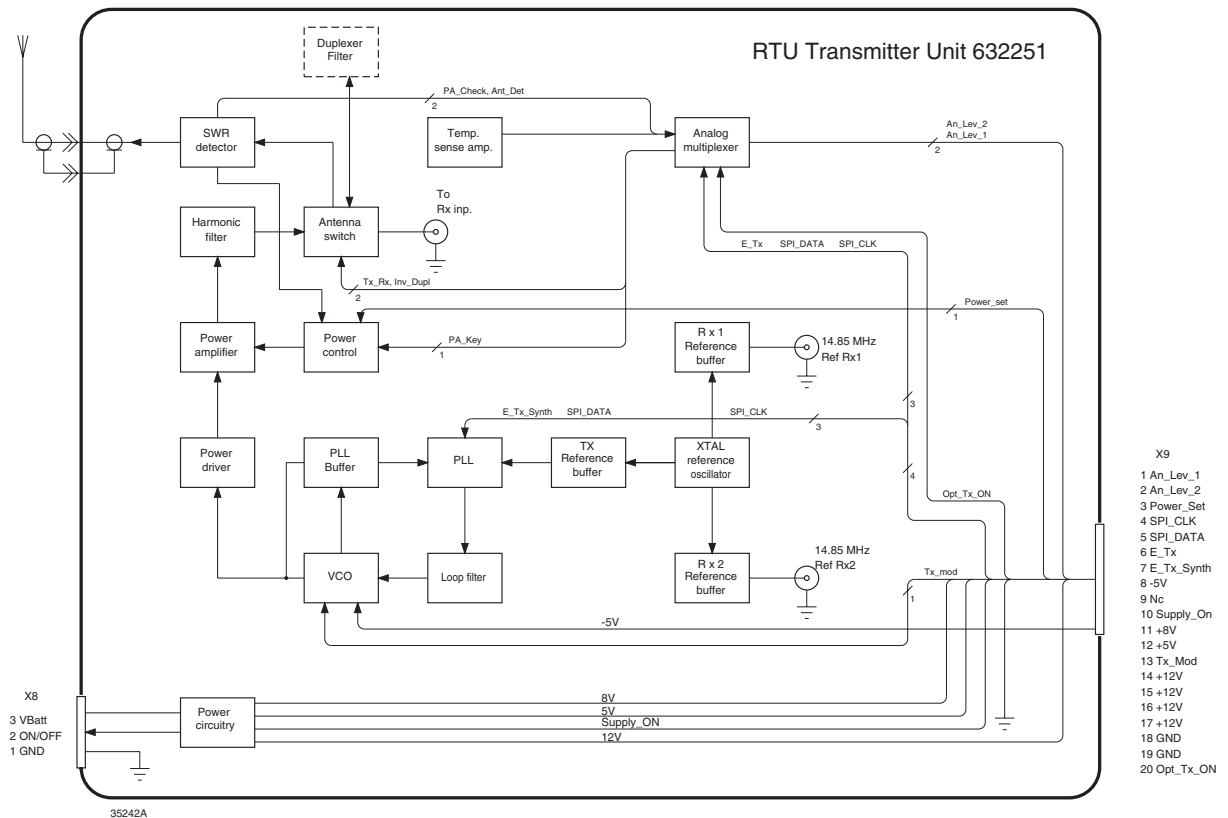 RTU Transmitter Unit 632251
Duplexer
Filter
PA_Check, Ant_Det
2
SWR
detector
Temp.
sense amp.
Analog
multiplexer
An_Lev_2
An_Lev_1
2
To
Rx inp.
Harmonic
filter
Antenna
switch
E_Tx SPI_DATA SPI_CLK
Tx_Rx, Inv_Dupl
2
Power_set
1
Power
amplifier
Power
control
PA_Key
1
R x 1
Reference
buffer
14.85 MHz
Ref Rx1
3
E_Tx_Synth SPI_DATA SPI_CLK
3
Power
driver
PLL
Buffer
PLL
TX
Reference
buffer
XTAL
reference
oscillator
4
Opt_Tx_ON
VCO
Loop filter
R x 2
Reference
buffer
14.85 MHz
Ref Rx2
Tx_mod
1
-5V
X9
1 An_Lev_1
2 An_Lev_2
3 Power_Set
4 SPI_CLK
5 SPI_DATA
6 E_Tx
7 E_Tx_Synth
8 -5V
9 Nc
10 Supply_On
11 +8V
12 +5V
13 Tx_Mod
14 +12V
15 +12V
16 +12V
17 +12V
18 GND
19 GND
20 Opt_Tx_ON
X8
3 VBatt
2 ON/OFF
1 GND
Power
circuitry
8V
5V
Supply_ON
12V
35242A